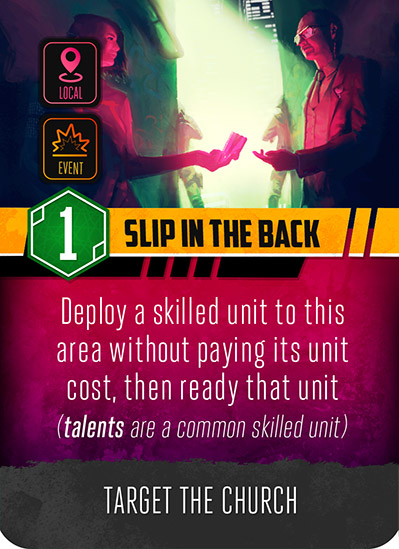 LOCAL
EVENT
1 SLIP IN THE BACK
Deploy a skilled unit to this
area without paying its unit
cost, then ready that unit
(talents are a common skilled unit)
TARGET THE CHURCH